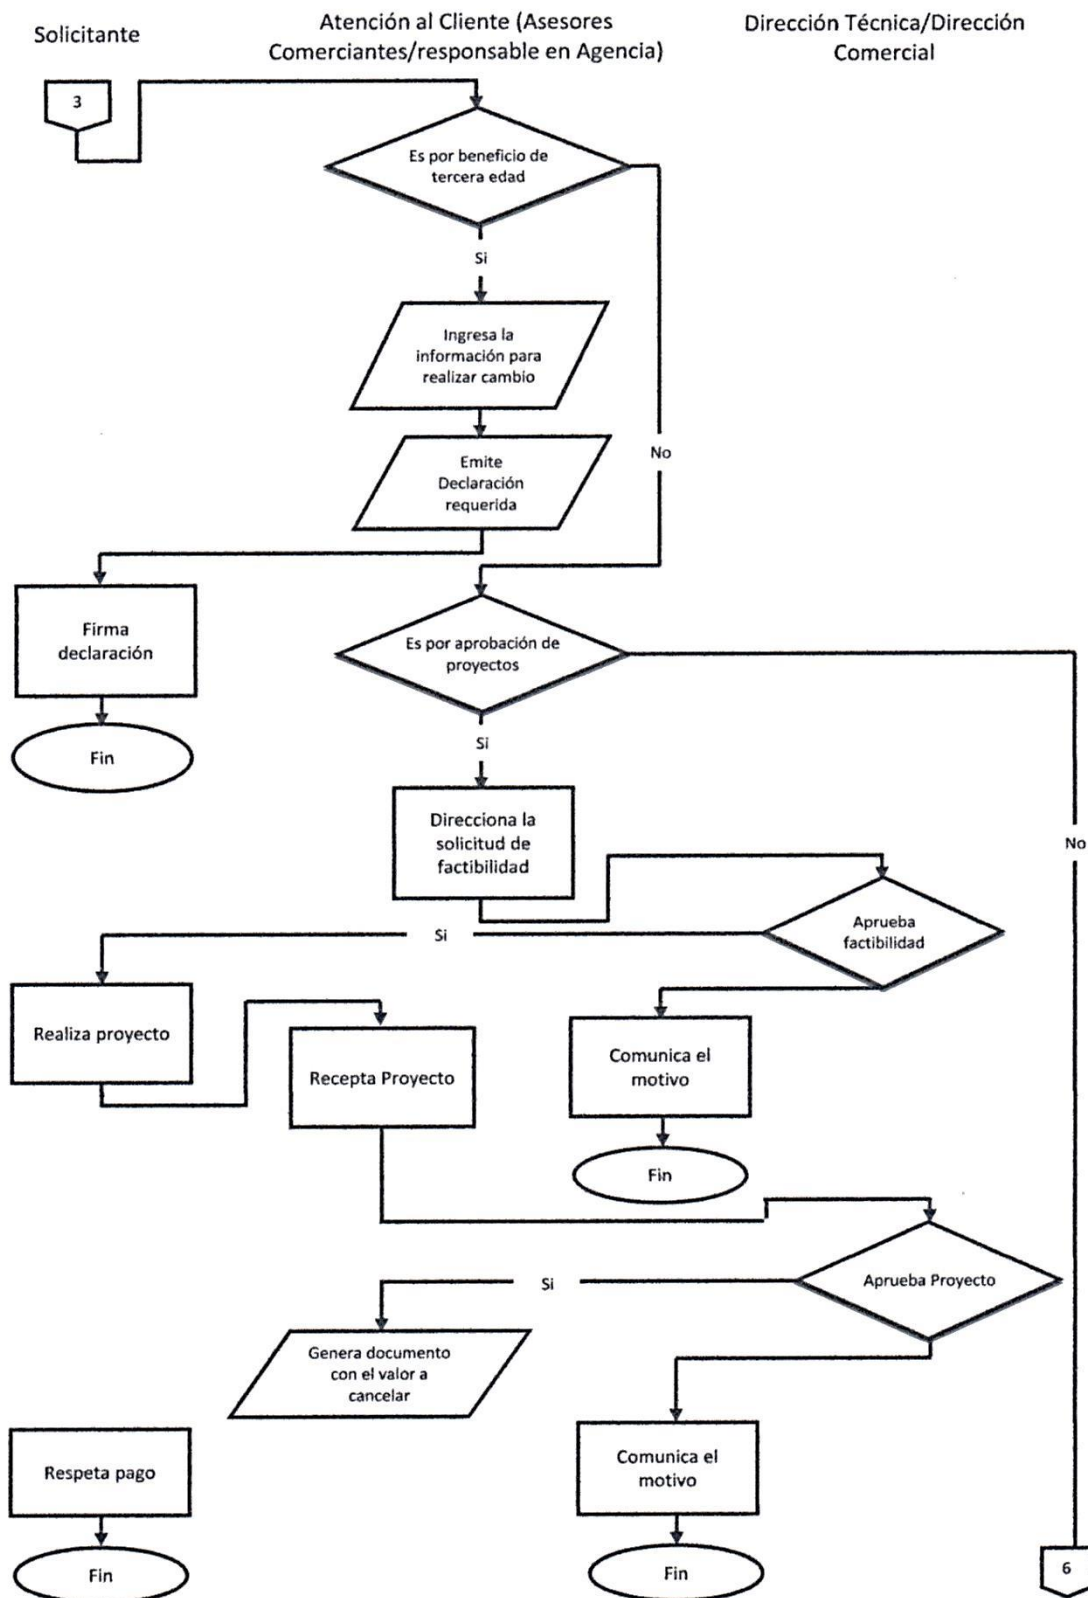 Solicitante
Atención al Cliente (Asesores
Comerciantes/responsable en Agencia)
Dirección Técnica/Dirección
Comercial
3
Es por beneficio de
tercera edad
Si
Ingresa la
información para
realizar cambio
No
Emite
Declaración
requerida
Firma
declaración
Es por aprobación de
proyectos
Fin
Si
Direcciona la
solicitud de
factibilidad
No
Si
Aprueba
factibilidad
Realiza proyecto
Recepta Proyecto
Comunica el
motivo
Fin
Si
Aprueba Proyecto
Genera documento
con el valor a
cancelar
Respeta pago
Comunica el
motivo
Fin
Fin
6